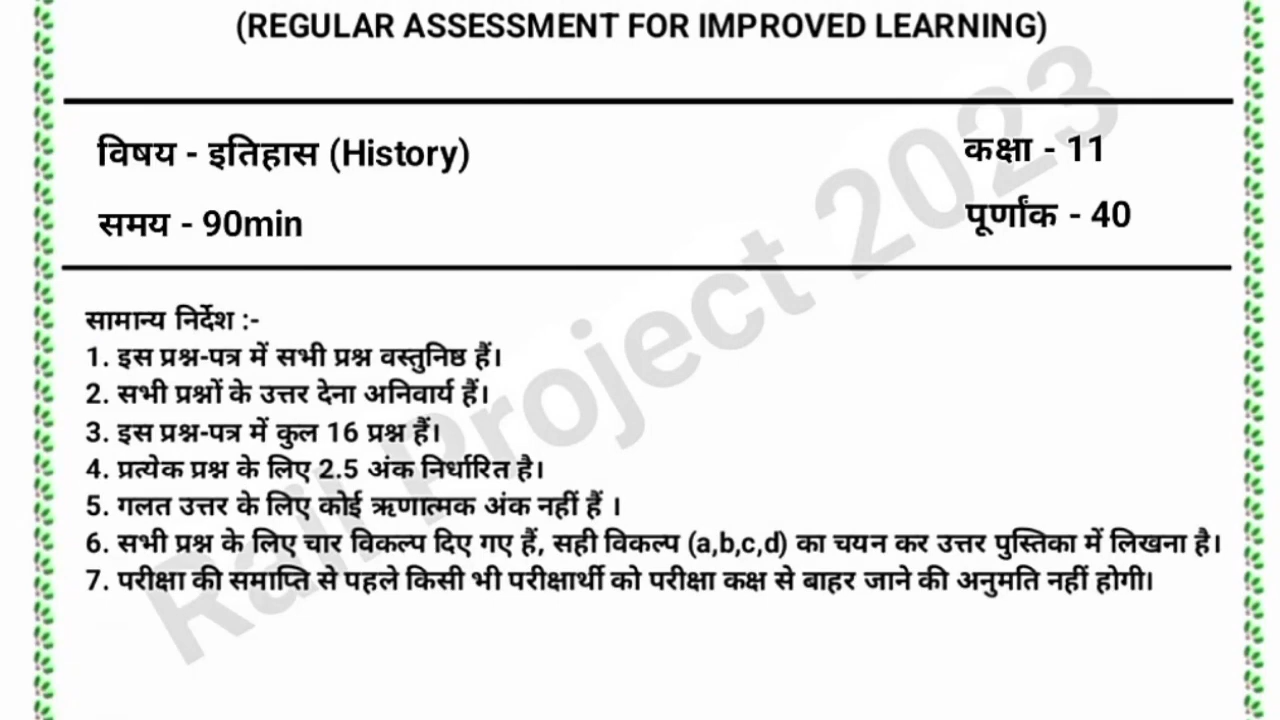 (REGULAR ASSESSMENT FOR IMPROVED LEARNING)
विषय - इतिहास (History)
कक्षा - 11
समय - 90min
पूर्णांक - 40
सामान्य निर्देश :-
1. इस प्रश्न-पत्र में सभी प्रश्न वस्तुनिष्ठ हैं।
2. सभी प्रश्नों के उत्तर देना अनिवार्य हैं।
3. इस प्रश्न-पत्र में कुल 16 प्रश्न हैं।
4. प्रत्येक प्रश्न के लिए 2.5 अंक निर्धारित है।
5. गलत उत्तर के लिए कोई ऋणात्मक अंक नहीं हैं ।
6. सभी प्रश्न के लिए चार विकल्प दिए गए हैं, सही विकल्प (a,b,c,d) का चयन कर उत्तर पुस्तिका में लिखना है।
7. परीक्षा की समाप्ति से पहले किसी भी परीक्षार्थी को परीक्षा कक्ष से बाहर जाने की अनुमति नहीं होगी।
Rail Project 2023